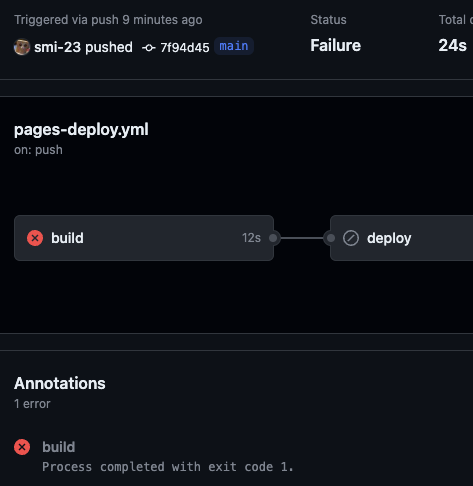 Triggered via push 9 minutes ago
smi-23 pushed 7f94d45 main
Status
Failure
Total
24s
pages-deploy.yml
on: push
build 12s
deploy
Annotations
1 error
build
Process completed with exit code 1.